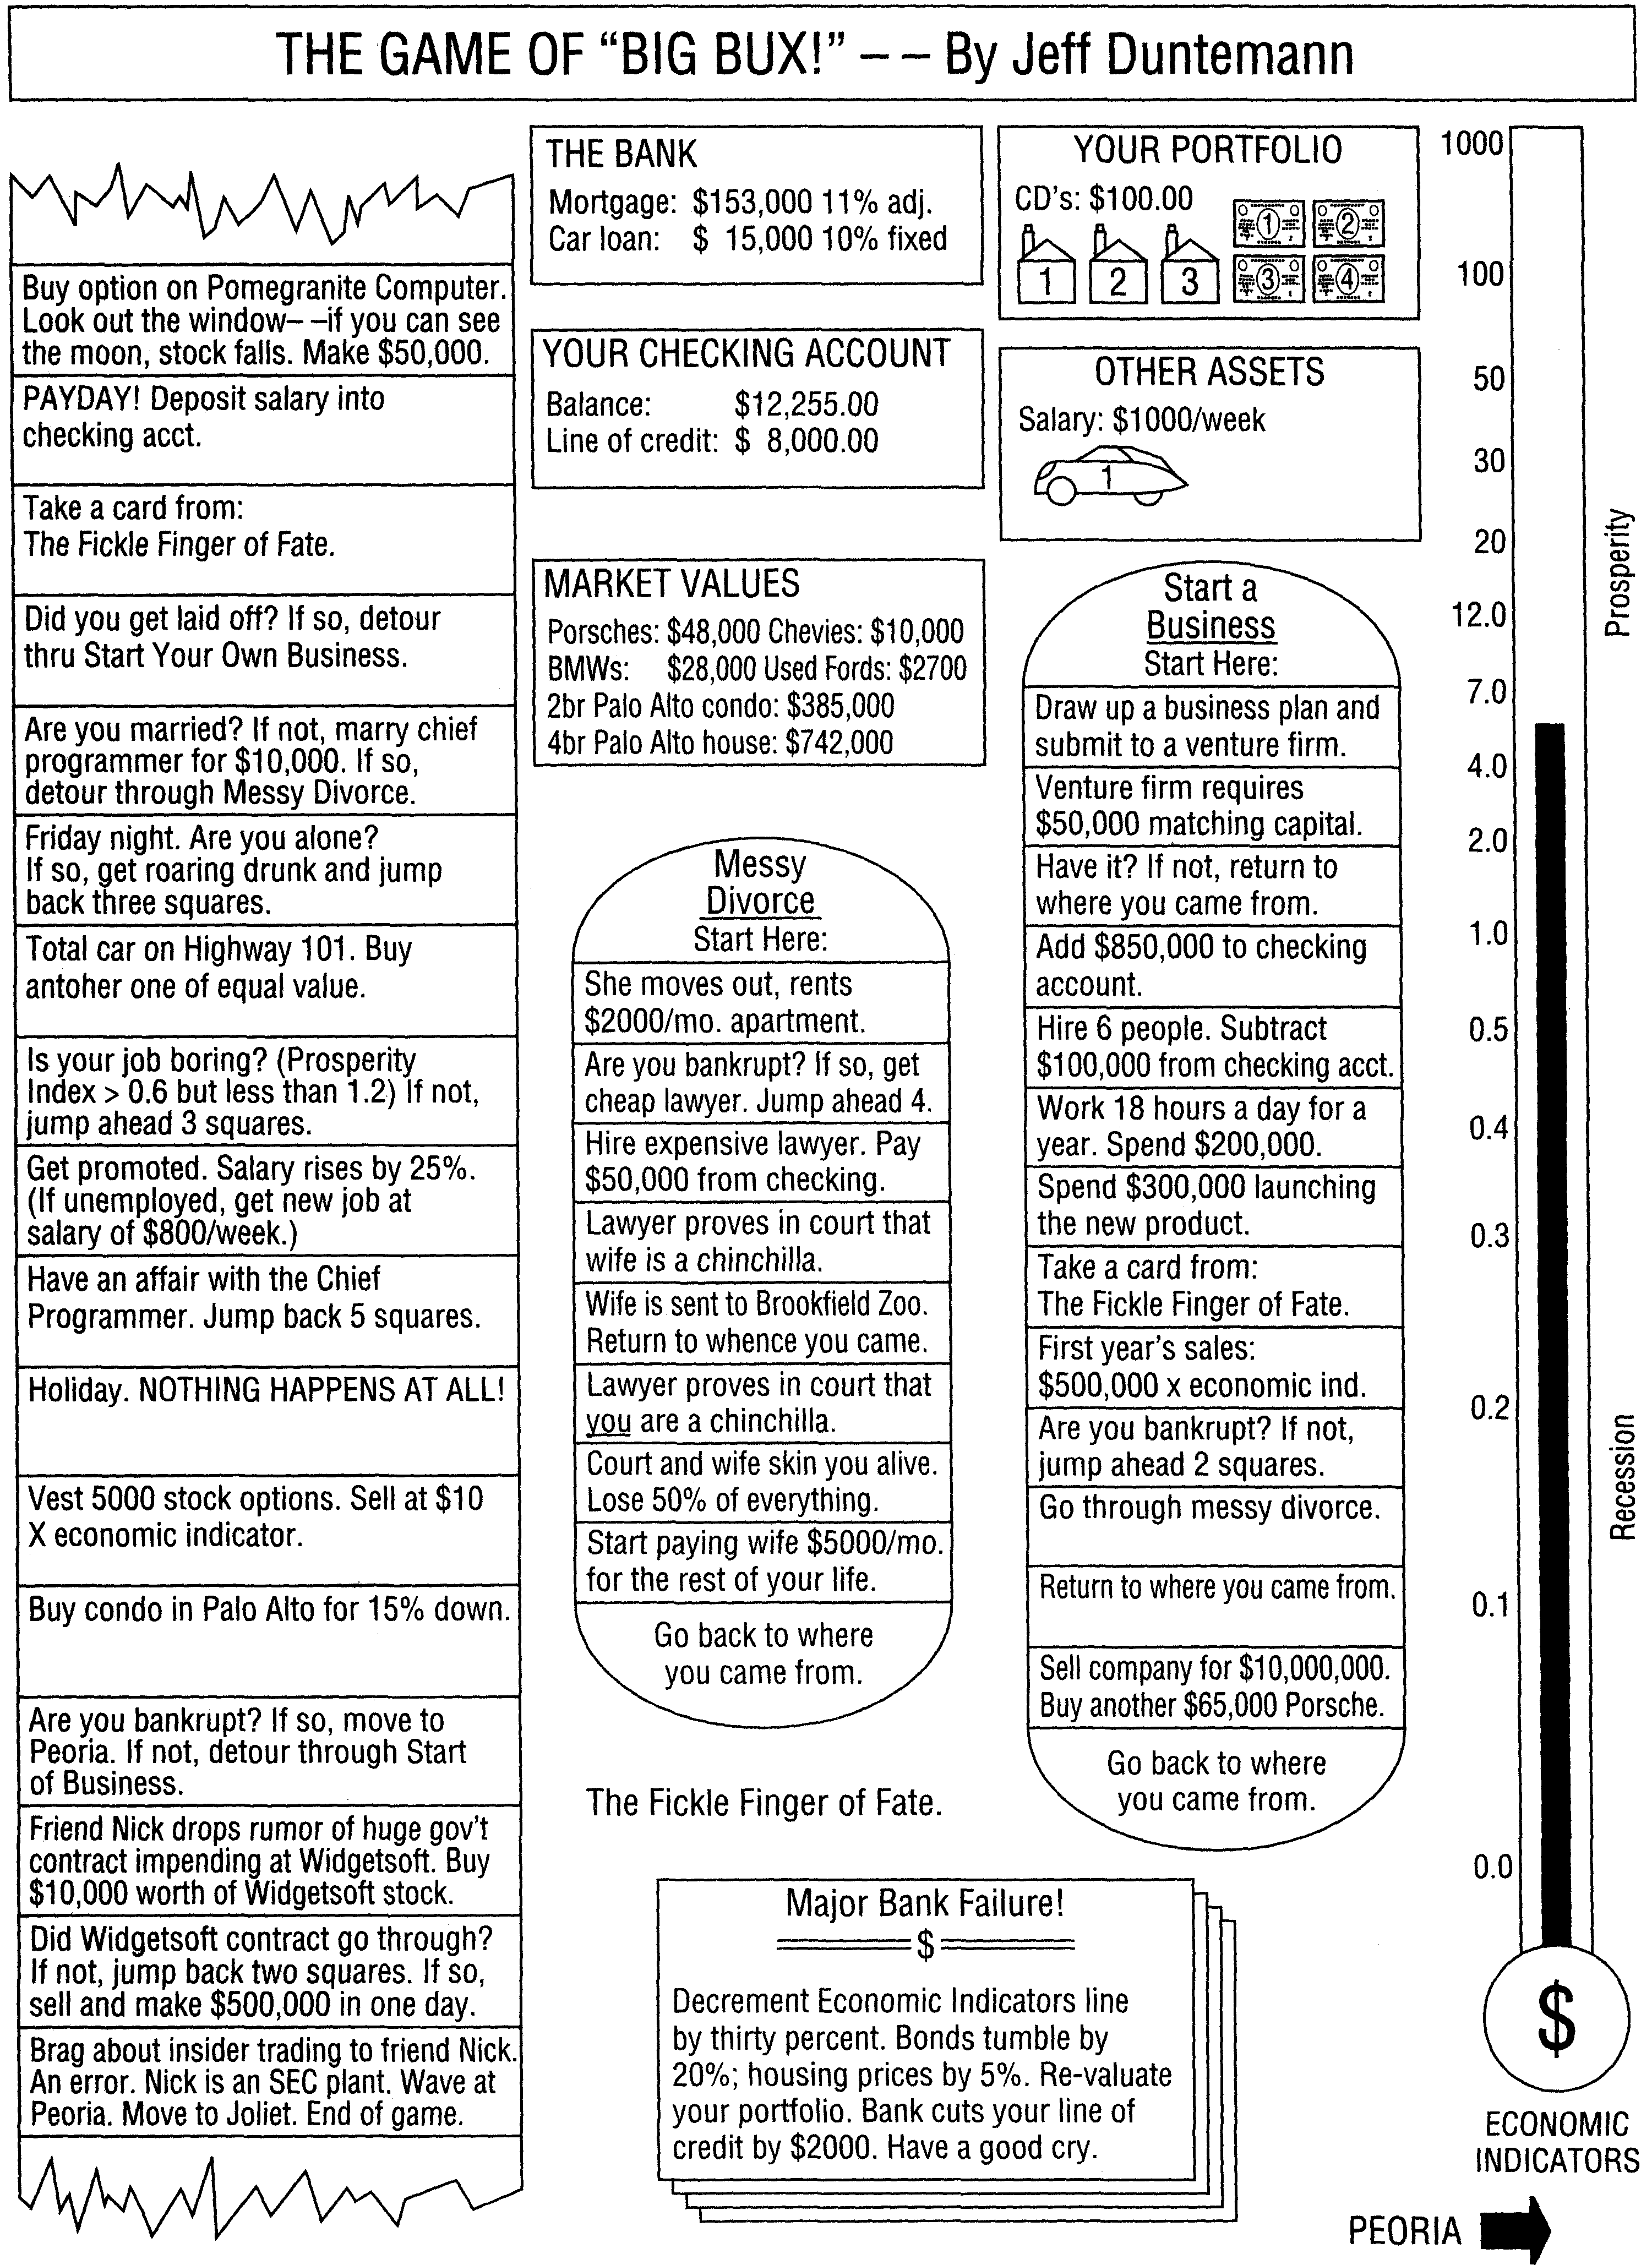 THE GAME OF “BIG BUX!” – – By Jeff Duntemann
Buy option on Pomegranite Computer.
Look out the window– –if you can see
the moon, stock falls. Make $50,000.
PAYDAY! Deposit salary into
checking acct.
Take a card from:
The Fickle Finger of Fate.
Did you get laid off? If so, detour
thru Start Your Own Business.
Are you married? If not, marry chief
programmer for $10,000. If so,
detour through Messy Divorce.
Friday night. Are you alone?
If so, get roaring drunk and jump
back three squares.
Total car on Highway 101. Buy
antoher one of equal value.
Is your job boring? (Prosperity
Index > 0.6 but less than 1.2) If not,
jump ahead 3 squares.
Get promoted. Salary rises by 25%.
(If unemployed, get new job at
salary of $800/week.)
Have an affair with the Chief
Programmer. Jump back 5 squares.
Holiday. NOTHING HAPPENS AT ALL!
Vest 5000 stock options. Sell at $10
X economic indicator.
Buy condo in Palo Alto for 15% down.
Are you bankrupt? If so, move to
Peoria. If not, detour through Start
of Business.
Friend Nick drops rumor of huge gov’t
contract impending at Widgetsoft. Buy
$10,000 worth of Widgetsoft stock.
Did Widgetsoft contract go through?
If not, jump back two squares. If so,
sell and make $500,000 in one day.
Brag about insider trading to friend Nick.
An error. Nick is an SEC plant. Wave at
Peoria. Move to Joliet. End of game.
THE BANK
Mortgage: $153,000 11% adj.
Car loan: $ 15,000 10% fixed
YOUR CHECKING ACCOUNT
Balance: $12,255.00
Line of credit: $ 8,000.00
MARKET VALUES
Porsches: $48,000 Chevies: $10,000
BMWs: $28,000 Used Fords: $2700
2br Palo Alto condo: $385,000
4br Palo Alto house: $742,000
Messy
Divorce
Start Here:
She moves out, rents
$2000/mo. apartment.
Are you bankrupt? If so, get
cheap lawyer. Jump ahead 4.
Hire expensive lawyer. Pay
$50,000 from checking.
Lawyer proves in court that
wife is a chinchilla.
Wife is sent to Brookfield Zoo.
Return to whence you came.
Lawyer proves in court that
you are a chinchilla.
Court and wife skin you alive.
Lose 50% of everything.
Start paying wife $5000/mo.
for the rest of your life.
Go back to where
you came from.
The Fickle Finger of Fate.
Major Bank Failure!
$
Decrement Economic Indicators line
by thirty percent. Bonds tumble by
20%; housing prices by 5%. Re-valuate
your portfolio. Bank cuts your line of
credit by $2000. Have a good cry.
YOUR PORTFOLIO
CD’s: $100.00
1 2
1 2 3
3 4
OTHER ASSETS
Salary: $1000/week
1
Start a
Business
Start Here:
Draw up a business plan and
submit to a venture firm.
Venture firm requires
$50,000 matching capital.
Have it? If not, return to
where you came from.
Add $850,000 to checking
account.
Hire 6 people. Subtract
$100,000 from checking acct.
Work 18 hours a day for a
year. Spend $200,000.
Spend $300,000 launching
the new product.
Take a card from:
The Fickle Finger of Fate.
First year’s sales:
$500,000 x economic ind.
Are you bankrupt? If not,
jump ahead 2 squares.
Go through messy divorce.
Return to where you came from.
Sell company for $10,000,000.
Buy another $65,000 Porsche.
Go back to where
you came from.
1000
100
50
30
20
12.0
7.0
4.0
2.0
1.0
0.5
0.4
0.3
0.2
0.1
0.0
Prosperity
Recession
$
ECONOMIC
INDICATORS
PEORIA